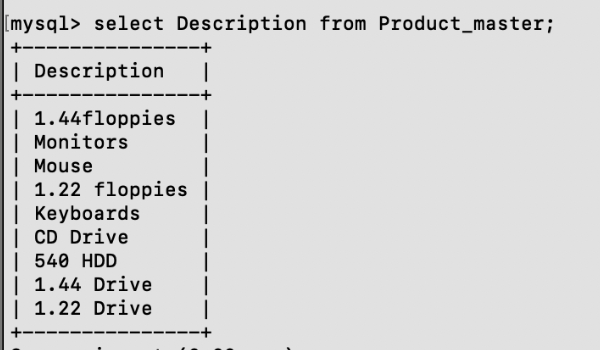 [mysql> select Description from Product_master;
+---------------+
| Description   |
+---------------+
| 1.44floppies  |
| Monitors      |
| Mouse         |
| 1.22 floppies |
| Keyboards     |
| CD Drive      |
| 540 HDD       |
| 1.44 Drive    |
| 1.22 Drive    |
+---------------+